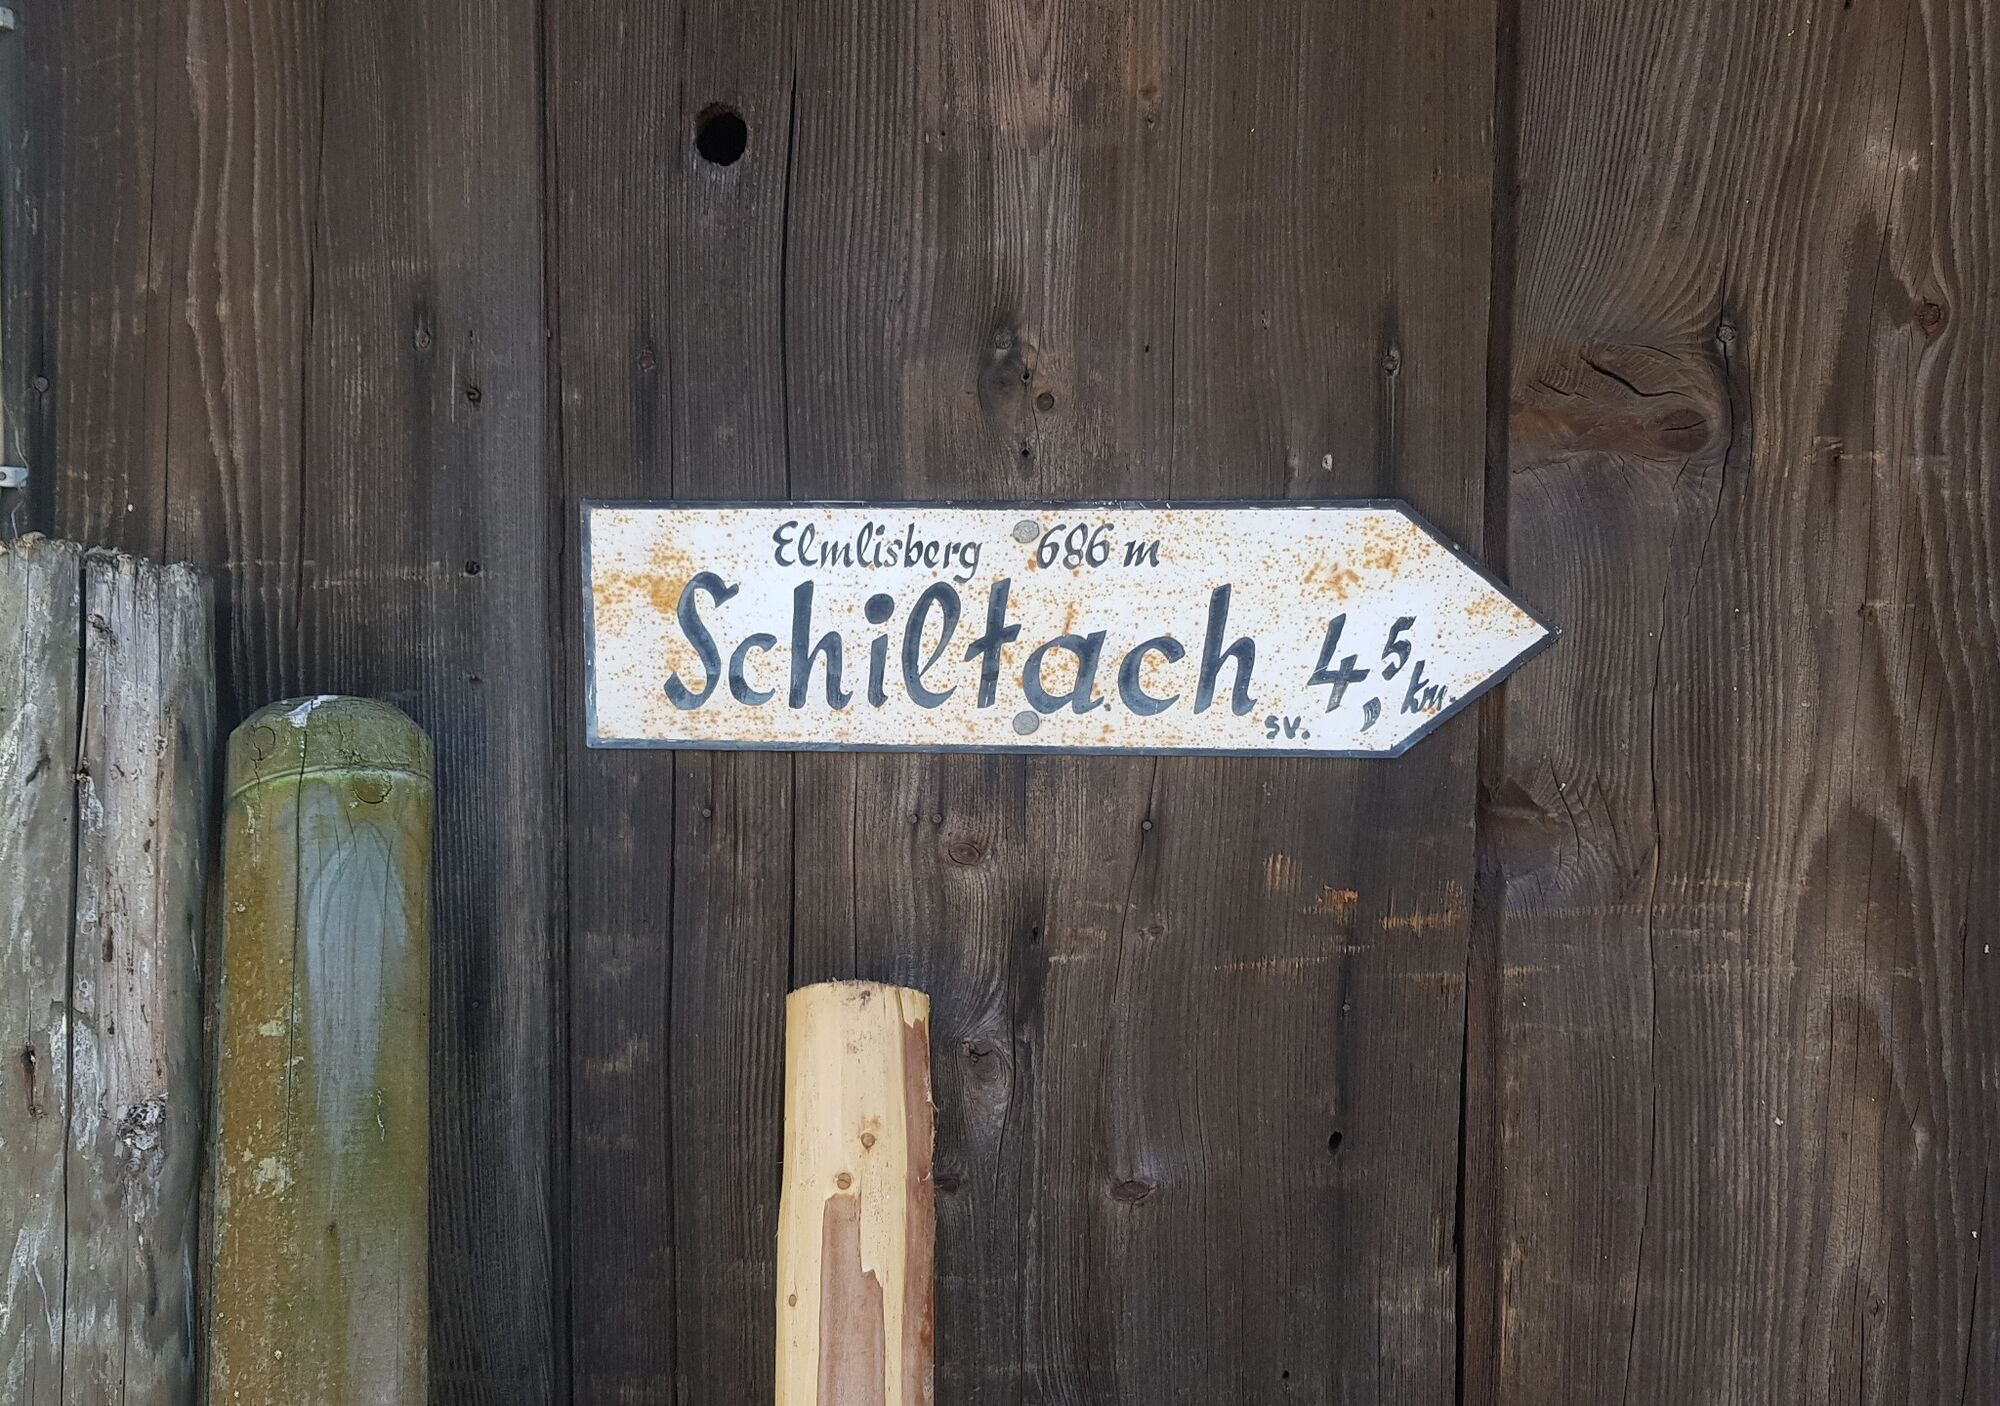 Elmlisberg 686 m
Schiltach 4,5 km.
SV.